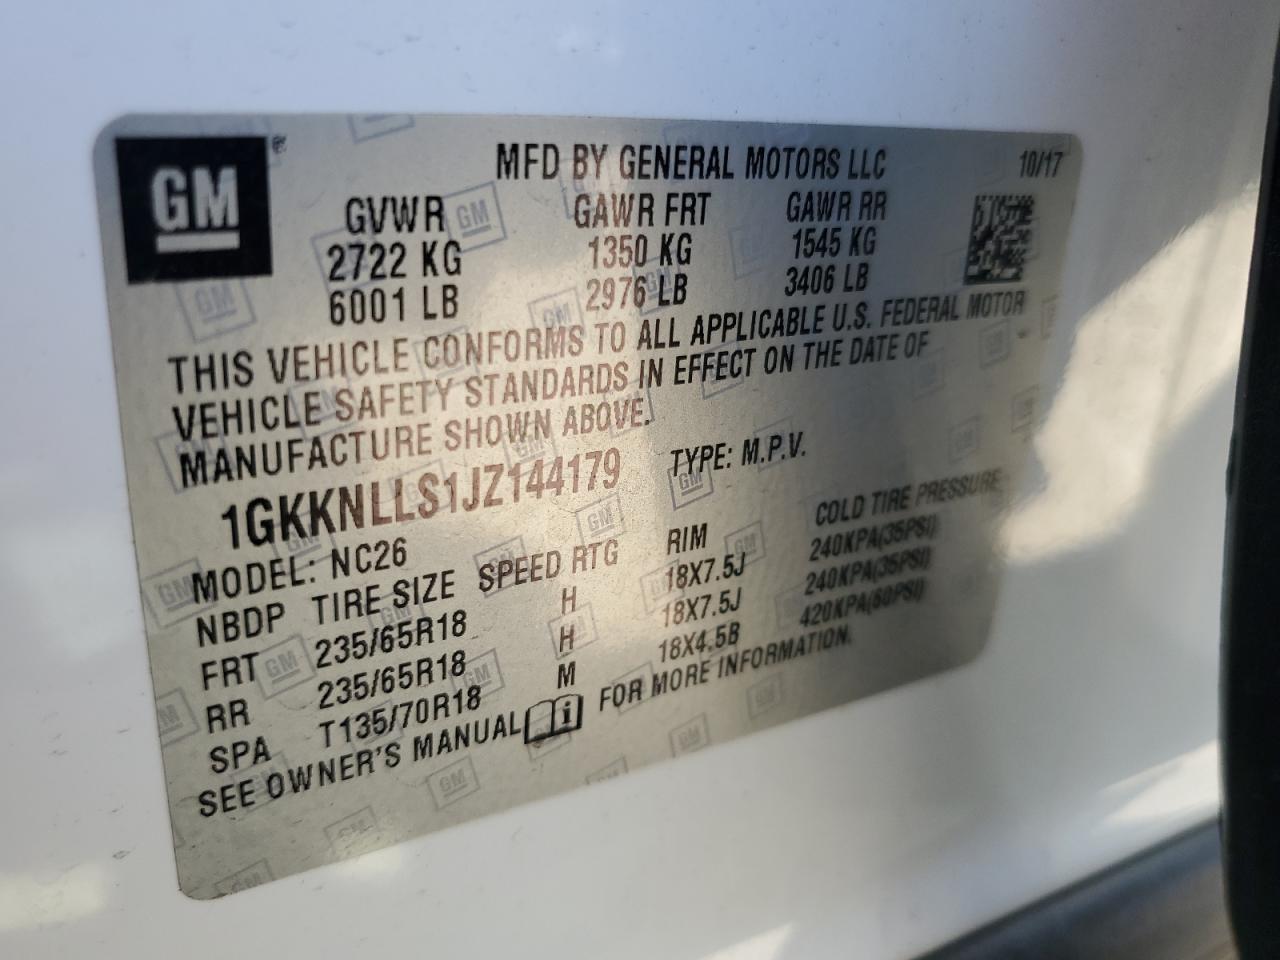 GM
MFD BY GENERAL MOTORS LLC 10/17
GVWR GAWR FRT GAWR RR
2722 KG 1350 KG 1545 KG
6001 LB 2976 LB 3406 LB
THIS VEHICLE CONFORMS TO ALL APPLICABLE U.S. FEDERAL MOTOR
VEHICLE SAFETY STANDARDS IN EFFECT ON THE DATE OF
MANUFACTURE SHOWN ABOVE.
1GKKNLLS1JZ144179 TYPE: M.P.V.
MODEL: NC26
NBDP TIRE SIZE SPEED RTG RIM COLD TIRE PRESSURE
FRT 235/65R18 H 18X7.5J 240KPA(35PSI)
RR 235/65R18 H 18X7.5J 240KPA(35PSI)
SPA T135/70R18 M 18X4.5B 420KPA(60PSI)
SEE OWNER'S MANUAL FOR MORE INFORMATION.